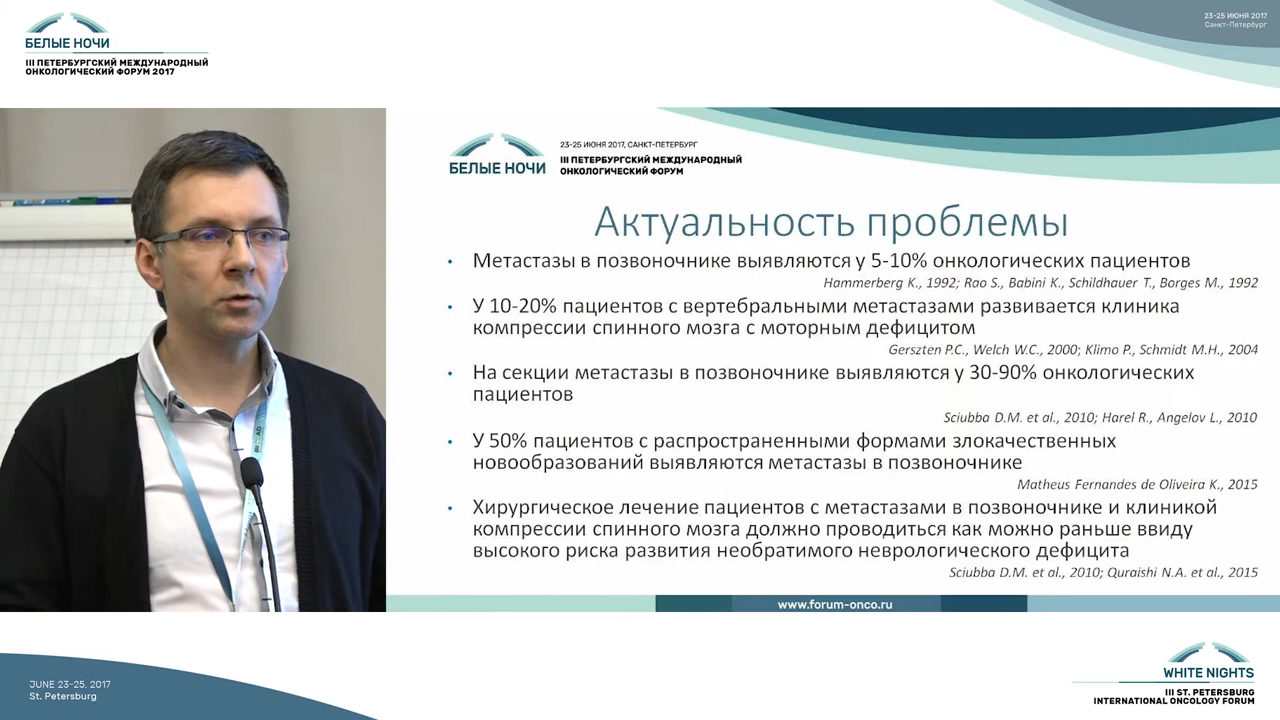 БЕЛЫЕ НОЧИ
III ПЕТЕРБУРГСКИЙ МЕЖДУНАРОДНЫЙ
ОНКОЛОГИЧЕСКИЙ ФОРУМ 2017
23-25 ИЮНЯ 2017
Санкт-Петербург
23-25 ИЮНЯ 2017, САНКТ-ПЕТЕРБУРГ
БЕЛЫЕ НОЧИ
III ПЕТЕРБУРГСКИЙ МЕЖДУНАРОДНЫЙ
ОНКОЛОГИЧЕСКИЙ ФОРУМ
Актуальность проблемы
• Метастазы в позвоночнике выявляются у 5-10% онкологических пациентов
Hammerberg K., 1992; Rao S., Babini K., Schildhauer T., Borges M., 1992
• У 10-20% пациентов с вертебральными метастазами развивается клиника
компрессии спинного мозга с моторным дефицитом
Gerszten P.C., Welch W.C., 2000; Klimo P., Schmidt M.H., 2004
• На секции метастазы в позвоночнике выявляются у 30-90% онкологических
пациентов
Sciubba D.M. et al., 2010; Harel R., Angelov L., 2010
• У 50% пациентов с распространенными формами злокачественных
новообразований выявляются метастазы в позвоночнике
Matheus Fernandes de Oliveira K., 2015
• Хирургическое лечение пациентов с метастазами в позвоночнике и клиникой
компрессии спинного мозга должно проводиться как можно раньше ввиду
высокого риска развития необратимого неврологического дефицита
Sciubba D.M. et al., 2010; Quraishi N.A. et al., 2015
www.forum-onco.ru
JUNE 23-25, 2017
St. Petersburg
WHITE NIGHTS
III ST. PETERSBURG
INTERNATIONAL ONCOLOGY FORUM